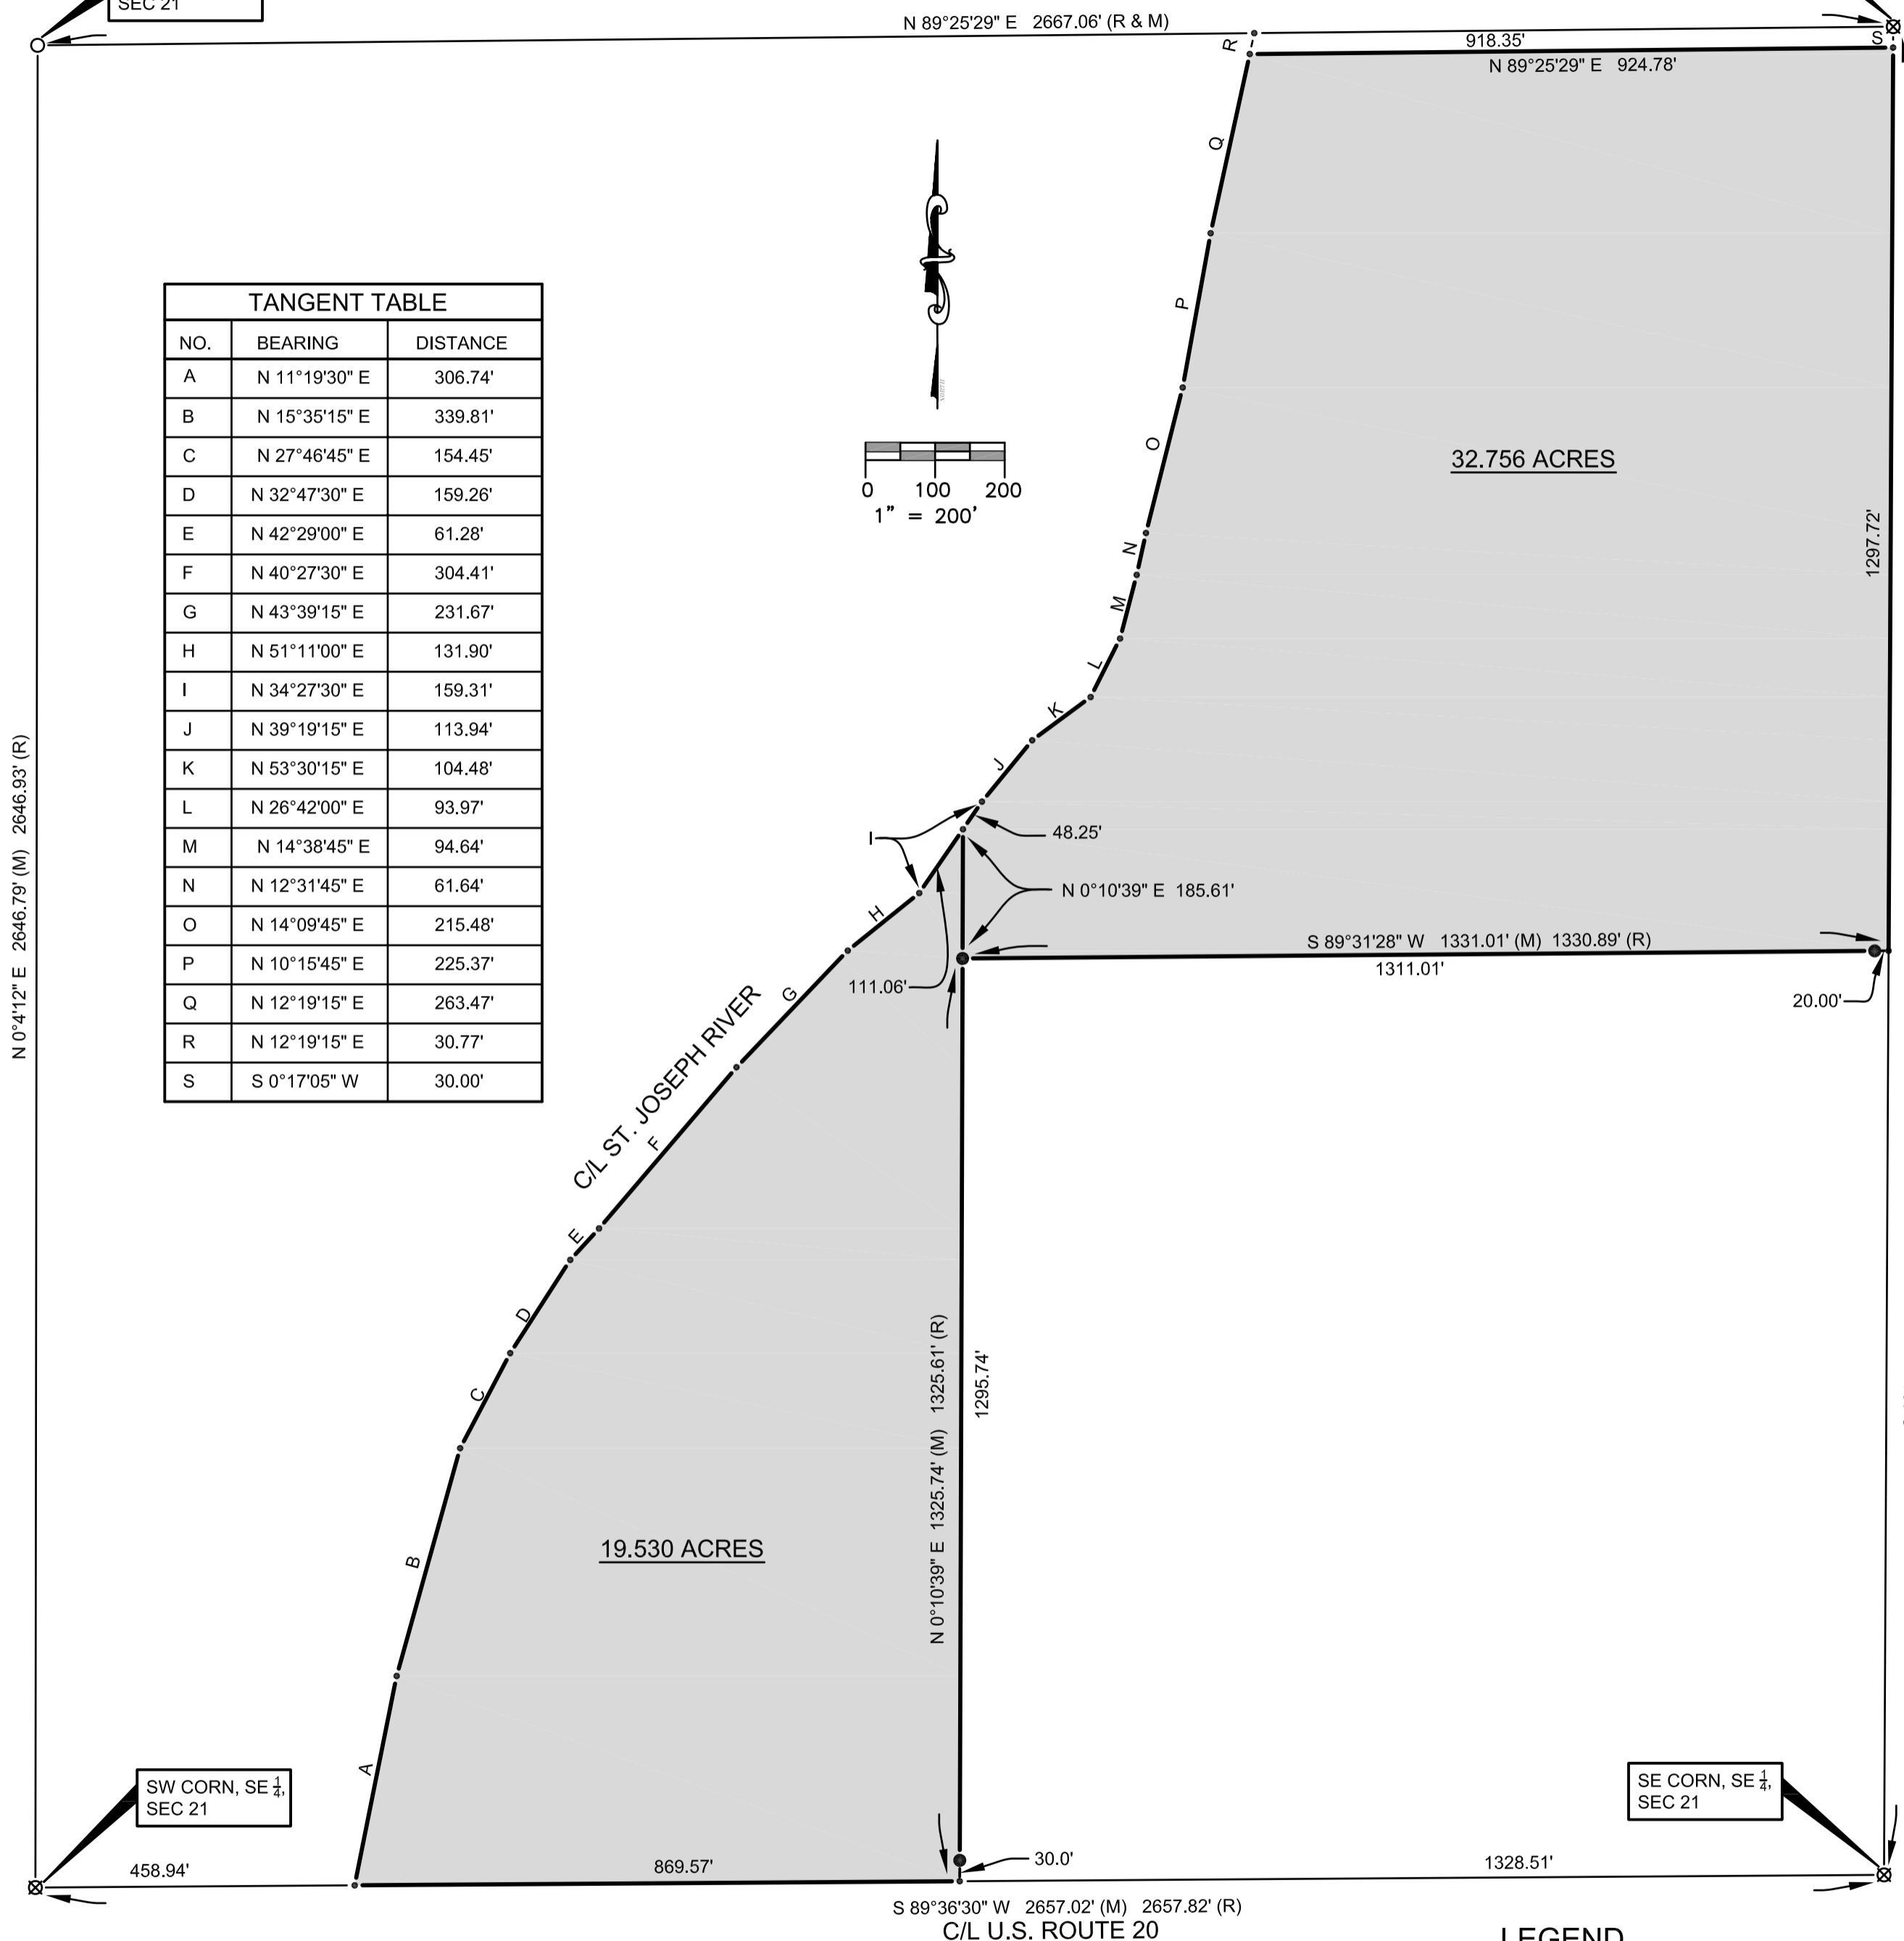 SEC 21
N 89°25'29" E 2667.06' (R & M)
918.35'
S
R
N 89°25'29" E 924.78'
Q
P
O
N
M
L
K
J
I
H
G
F
E
D
C
B
A
TANGENT TABLE
NO. BEARING DISTANCE
A N 11°19'30" E 306.74'
B N 15°35'15" E 339.81'
C N 27°46'45" E 154.45'
D N 32°47'30" E 159.26'
E N 42°29'00" E 61.28'
F N 40°27'30" E 304.41'
G N 43°39'15" E 231.67'
H N 51°11'00" E 131.90'
I N 34°27'30" E 159.31'
J N 39°19'15" E 113.94'
K N 53°30'15" E 104.48'
L N 26°42'00" E 93.97'
M N 14°38'45" E 94.64'
N N 12°31'45" E 61.64'
O N 14°09'45" E 215.48'
P N 10°15'45" E 225.37'
Q N 12°19'15" E 263.47'
R N 12°19'15" E 30.77'
S S 0°17'05" W 30.00'
NORTH
0 100 200
1" = 200'
32.756 ACRES
1297.72'
N 0°4'12" E 2646.79' (M) 2646.93' (R)
48.25'
N 0°10'39" E 185.61'
S 89°31'28" W 1331.01' (M) 1330.89' (R)
1311.01'
111.06'
20.00'
C/L ST. JOSEPH RIVER
N 0°10'39" E 1325.74' (M) 1325.61' (R)
1295.74'
19.530 ACRES
SW CORN, SE 1/4,
SEC 21
SE CORN, SE 1/4,
SEC 21
458.94'
869.57'
30.0'
1328.51'
S 89°36'30" W 2657.02' (M) 2657.82' (R)
C/L U.S. ROUTE 20
LEGEND